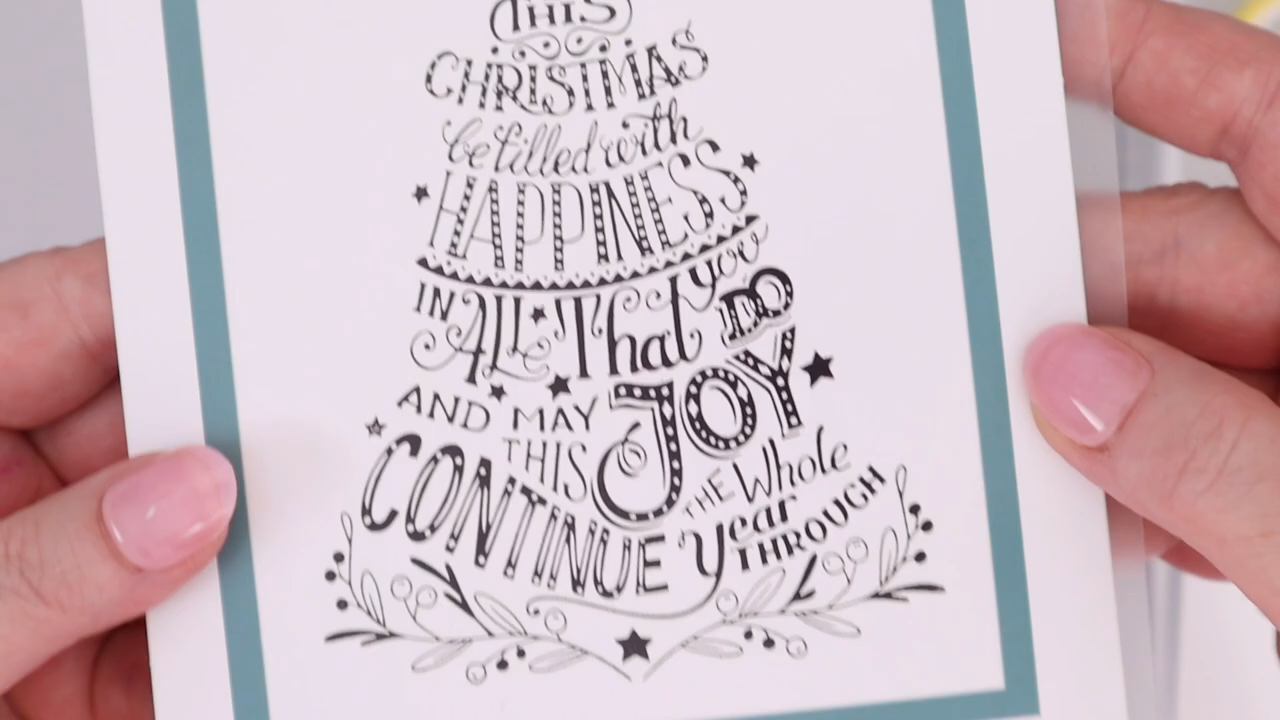 THIS
CHRISTMAS
be filled with
HAPPINESS
IN ALL That you DO
AND MAY THIS JOY
CONTINUE THE Whole
Year THROUGH